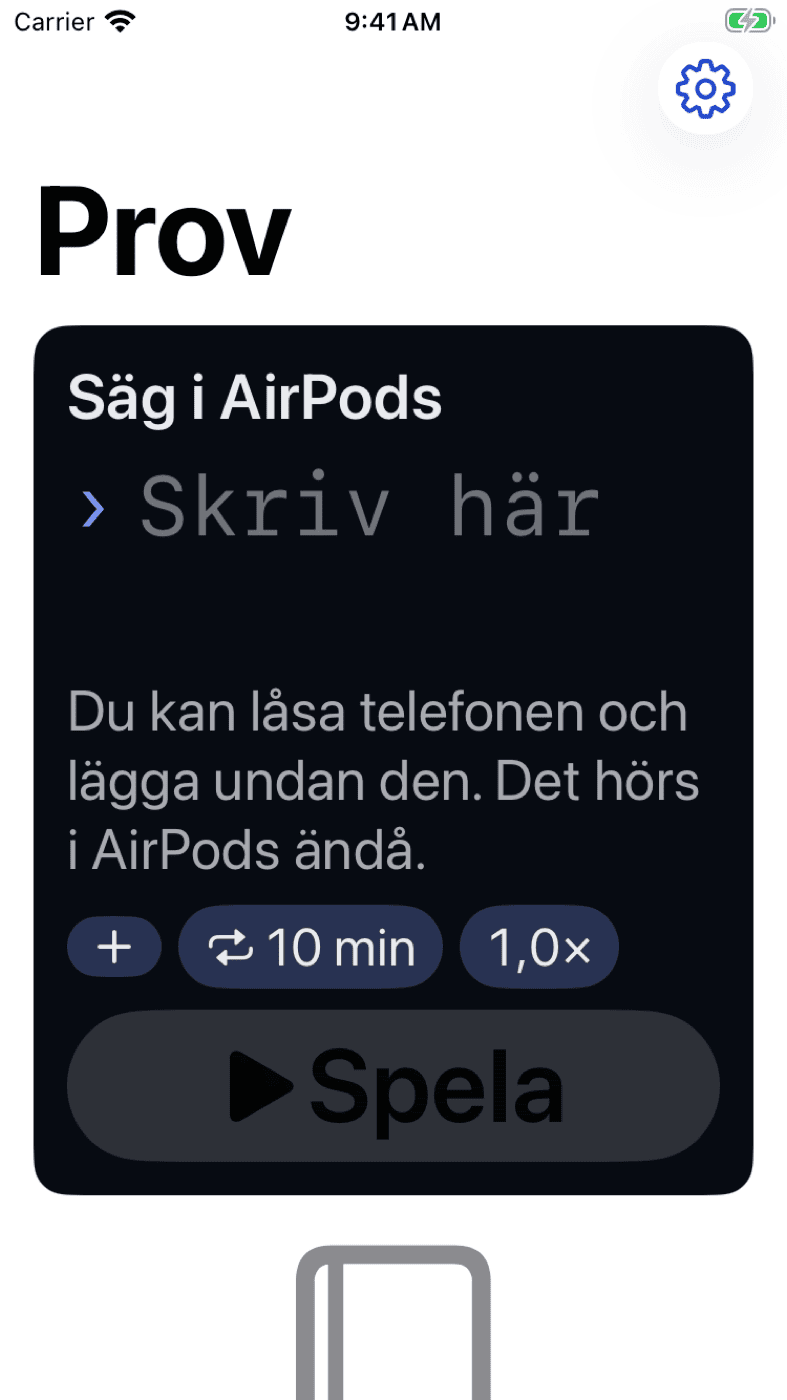 Carrier 9:41 AM
Prov
Säg i AirPods
› Skriv här
Du kan låsa telefonen och
lägga undan den. Det hörs
i AirPods ändå.
+ 10 min 1,0×
Spela